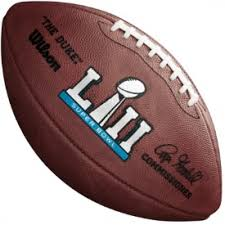 "THE DUKE"
Wilson
LII
SUPER BOWL
COMMISSIONER